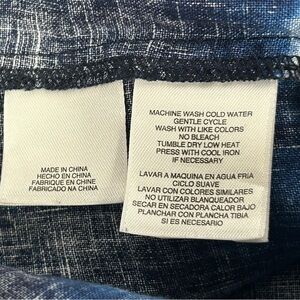 MADE IN CHINA
HECHO EN CHINA
FABRIQUE EN CHINE
FABRICADO NA CHINA
MACHINE WASH COLD WATER
GENTLE CYCLE
WASH WITH LIKE COLORS
NO BLEACH
TUMBLE DRY LOW HEAT
PRESS WITH COOL IRON
IF NECESSARY
LAVAR A MAQUINA EN AGUA FRIA
CICLO SUAVE
LAVAR CON COLORES SIMILARES
NO UTILIZAR BLANQUEADOR
SECAR EN SECADORA CALOR BAJO
PLANCHAR CON PLANCHA TIBIA
SI ES NECESARIO